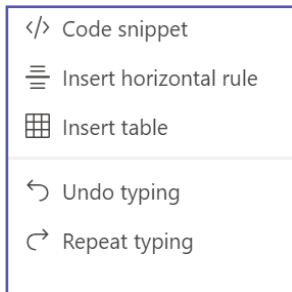 Code snippet
Insert horizontal rule
Insert table
Undo typing
Repeat typing